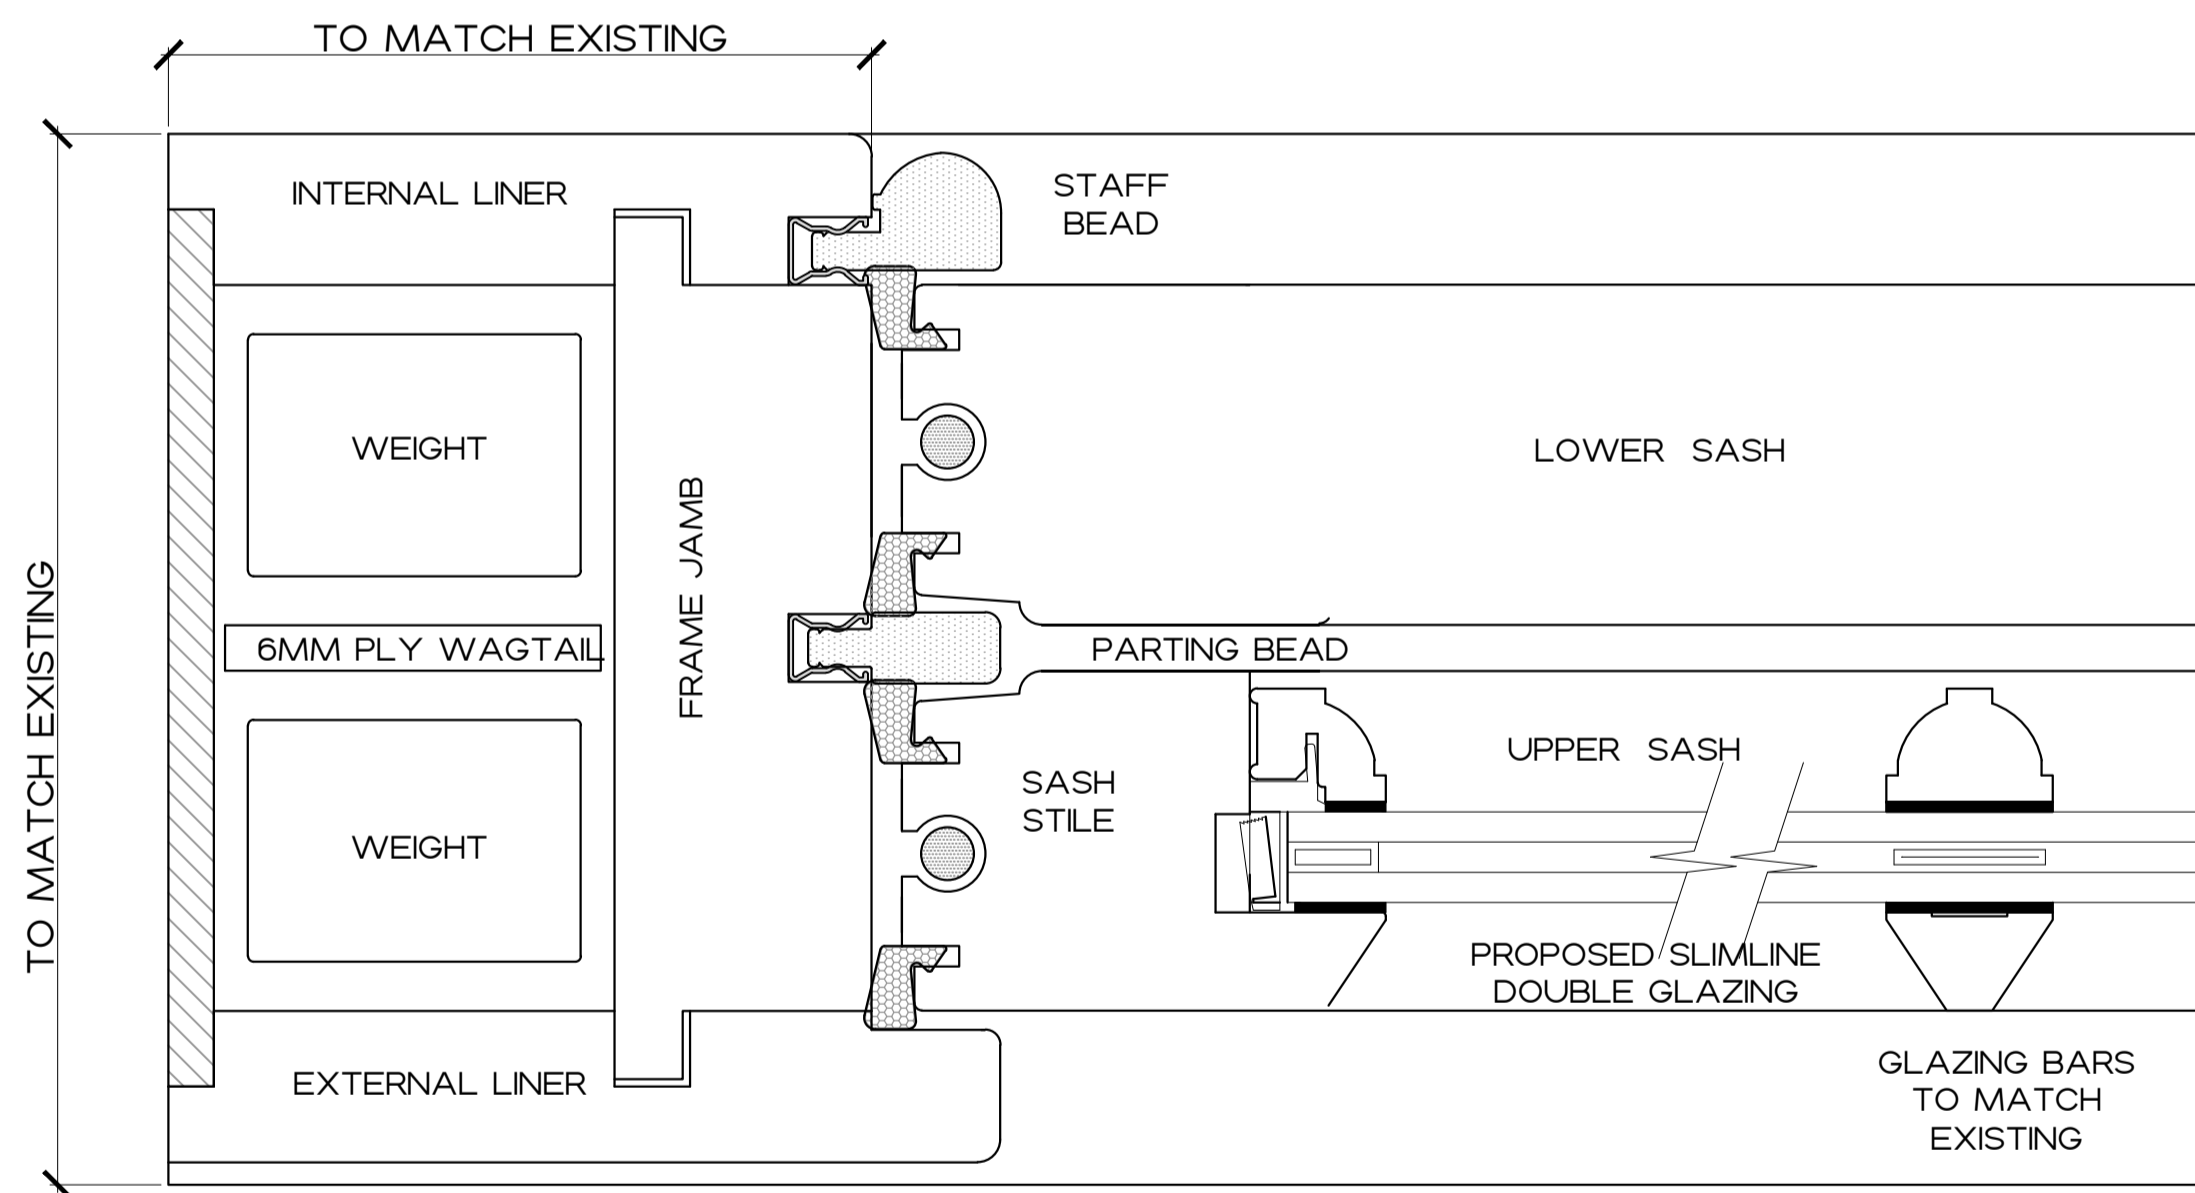 TO MATCH EXISTING
INTERNAL LINER
STAFF
BEAD
WEIGHT
LOWER SASH
FRAME JAMB
6MM PLY WAGTAIL
PARTING BEAD
TO MATCH EXISTING
UPPER SASH
SASH
STILE
WEIGHT
PROPOSED SLIMLINE
DOUBLE GLAZING
EXTERNAL LINER
GLAZING BARS
TO MATCH
EXISTING